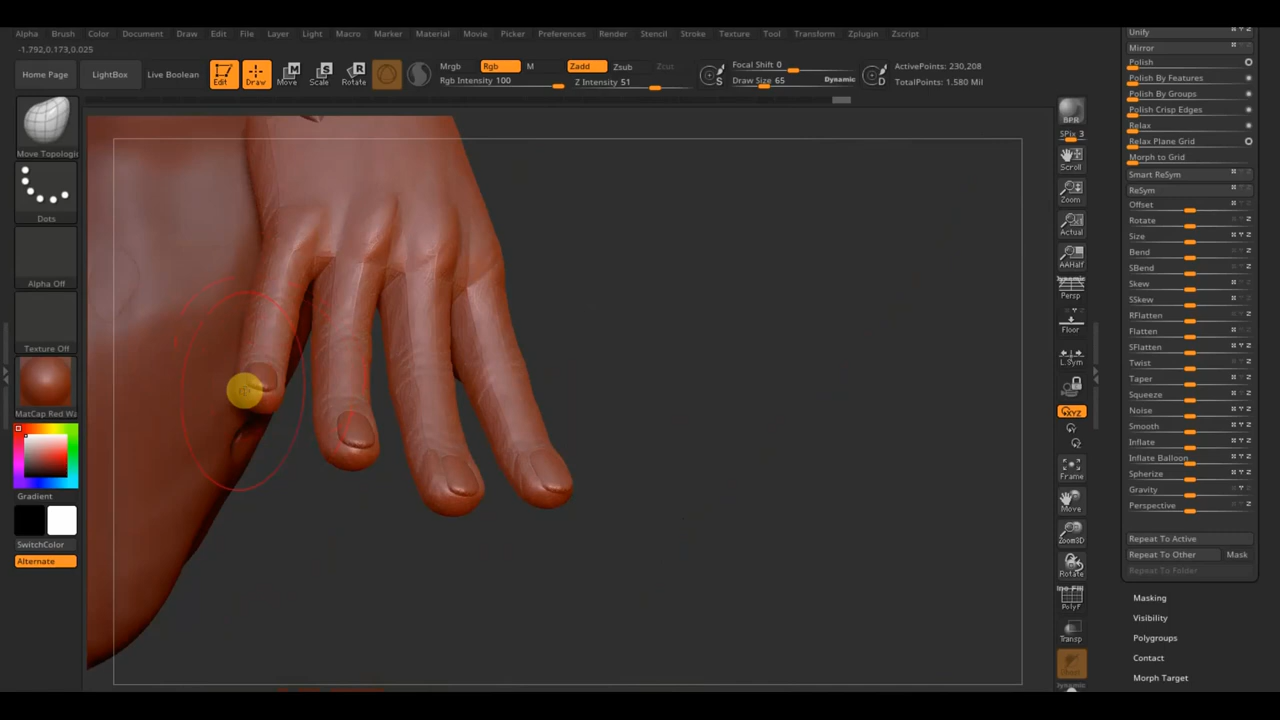 Alpha Brush Color Document Draw Edit File Layer Light Macro Marker Material Movie Picker Preferences Render Stencil Stroke Texture Tool Transform Zplugin Zscript
-1.792,0.173,0.025
Home Page
LightBox
Live Boolean
Edit
Draw
Move
Scale
Rotate
Mrgb
Rgb
M
Rgb Intensity 100
Zadd
Zsub
Zcut
Z Intensity 51
S
Focal Shift 0
Draw Size 65
Dynamic
D
ActivePoints: 230,208
TotalPoints: 1.580 Mil
Move Topologic
Dots
Alpha Off
Texture Off
MatCap Red Wa
Gradient
SwitchColor
Alternate
BPR
SPix 3
Scroll
Zoom
Actual
AAHalf
Dynamic
Persp
Floor
L.Sym
XYZ
Frame
Move
Zoom3D
Rotate
PolyF
Transp
Dynamic
Unify
Mirror
Polish
Polish By Features
Polish By Groups
Polish Crisp Edges
Relax
Relax Plane Grid
Morph to Grid
Smart ReSym
ReSym
Offset
Rotate
Size
Bend
SBend
Skew
SSkew
RFlatten
Flatten
SFlatten
Twist
Taper
Squeeze
Noise
Smooth
Inflate
Inflate Balloon
Spherize
Gravity
Perspective
Repeat To Active
Repeat To Other Mask
Repeat To Folder
Masking
Visibility
Polygroups
Contact
Morph Target